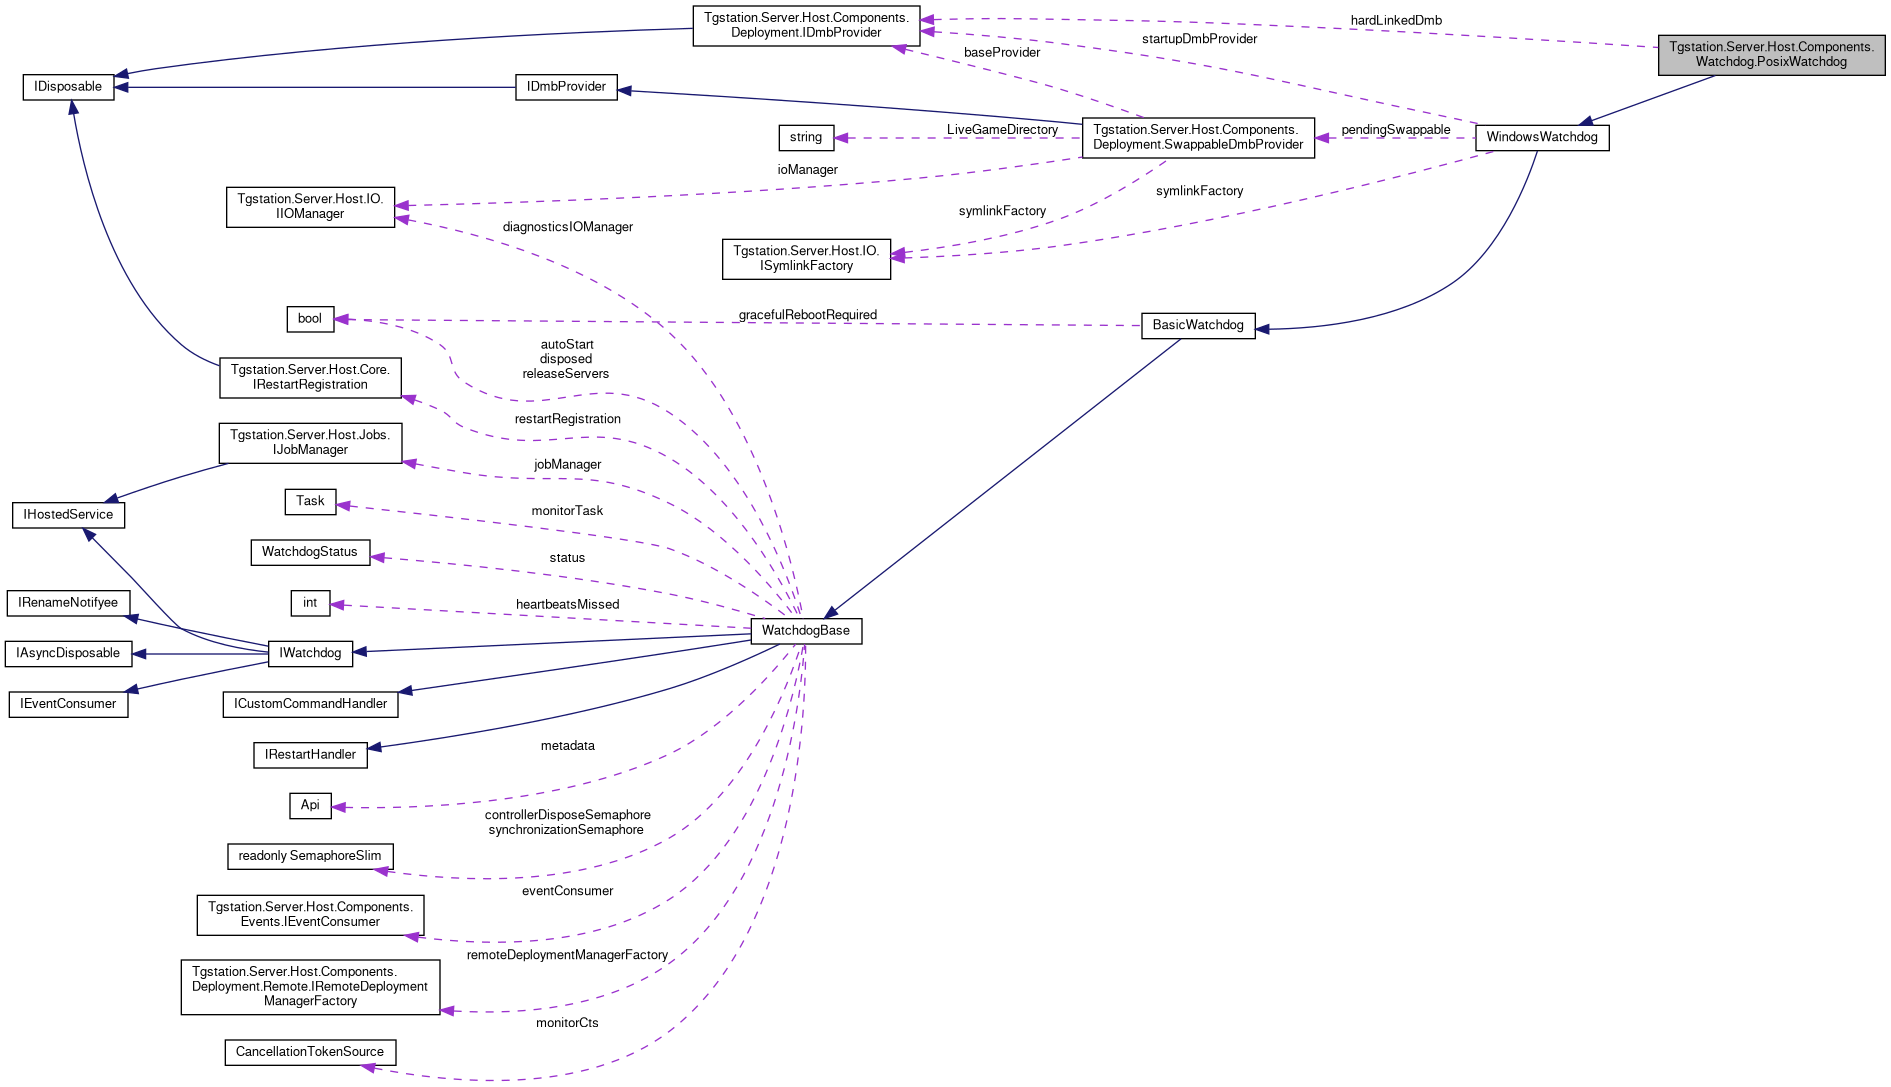 Tgstation.Server.Host.Components.
Deployment.IDmbProvider
hardLinkedDmb
startupDmbProvider
baseProvider
Tgstation.Server.Host.Components.
Watchdog.PosixWatchdog
IDisposable
IDmbProvider
string
LiveGameDirectory
Tgstation.Server.Host.Components.
Deployment.SwappableDmbProvider
pendingSwappable
WindowsWatchdog
ioManager
Tgstation.Server.Host.IO.
IIOManager
symlinkFactory
symlinkFactory
diagnosticsIOManager
Tgstation.Server.Host.IO.
ISymlinkFactory
bool
gracefulRebootRequired
BasicWatchdog
autoStart
disposed
releaseServers
Tgstation.Server.Host.Core.
IRestartRegistration
restartRegistration
Tgstation.Server.Host.Jobs.
IJobManager
jobManager
Task
monitorTask
IHostedService
WatchdogStatus
status
IRenameNotifyee
int
heartbeatsMissed
WatchdogBase
IAsyncDisposable
IWatchdog
IEventConsumer
ICustomCommandHandler
IRestartHandler
metadata
Api
controllerDisposeSemaphore
synchronizationSemaphore
readonly SemaphoreSlim
eventConsumer
Tgstation.Server.Host.Components.
Events.IEventConsumer
remoteDeploymentManagerFactory
Tgstation.Server.Host.Components.
Deployment.Remote.IRemoteDeployment
ManagerFactory
monitorCts
CancellationTokenSource